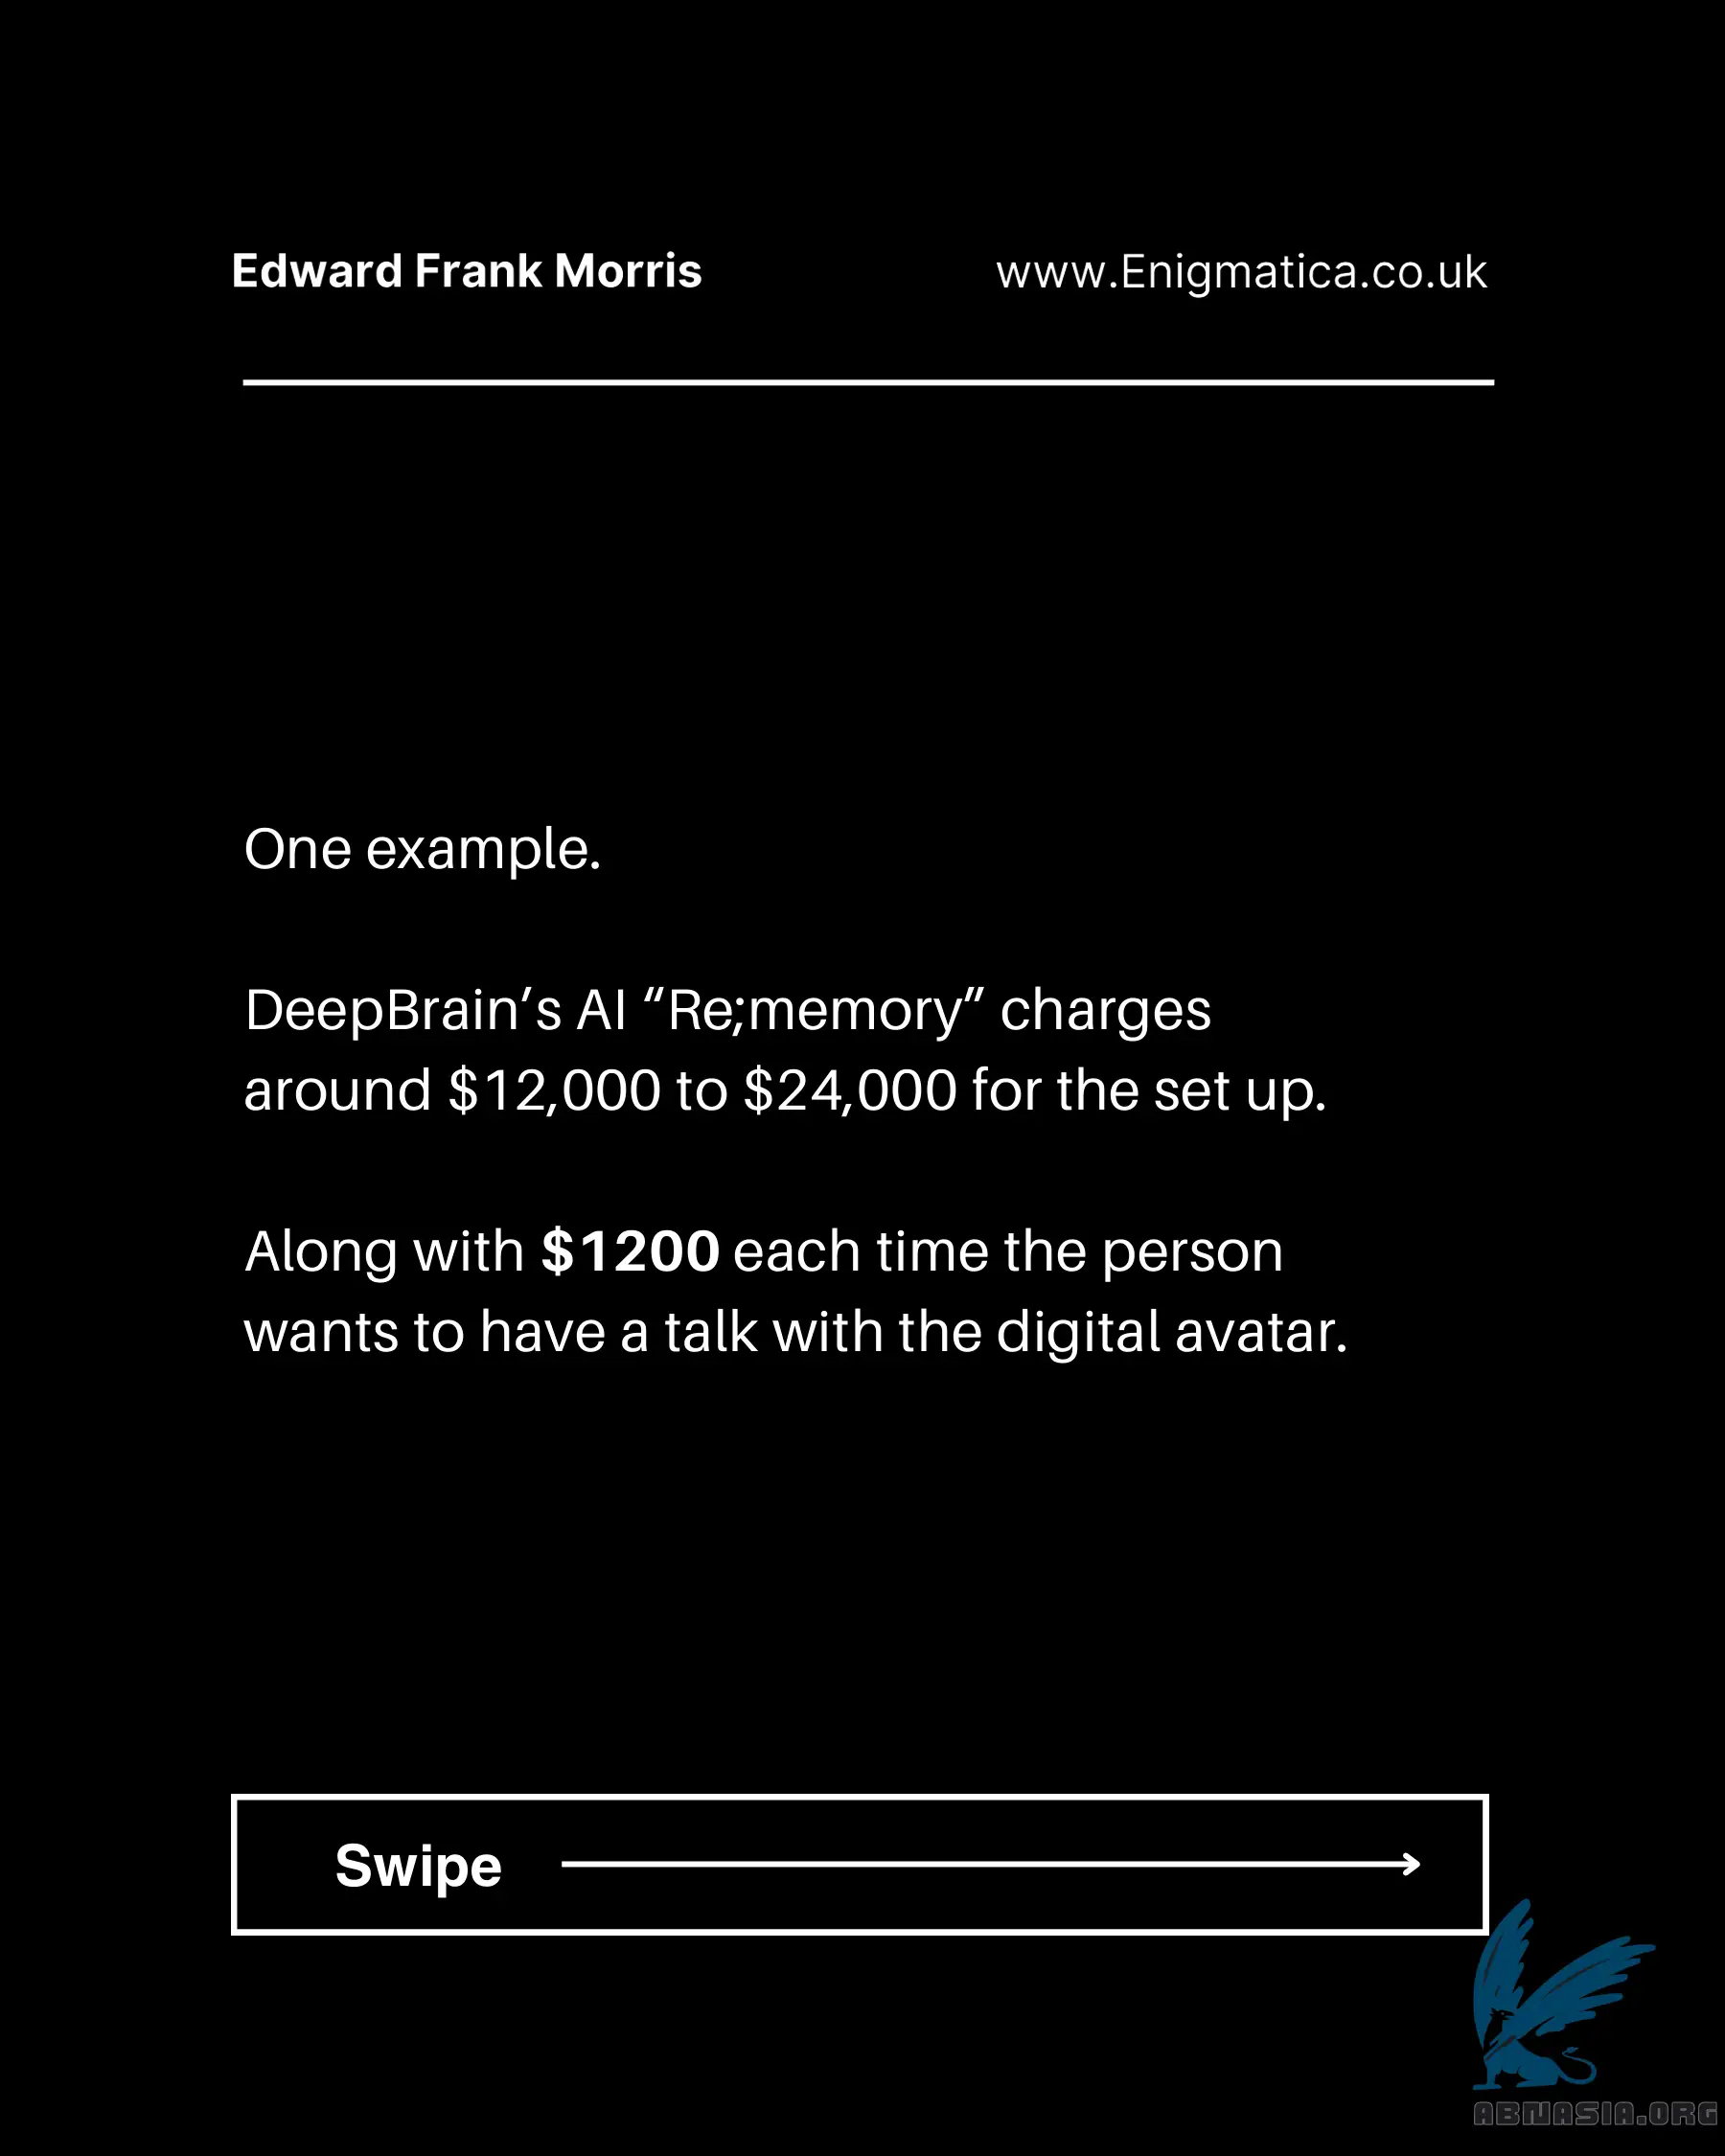 Edward Frank Morris
www.Enigmatica.co.uk
One example.
DeepBrain’s AI “Re;memory” charges
around $12,000 to $24,000 for the set up.
Along with $1200 each time the person
wants to have a talk with the digital avatar.
Swipe
ABNASIA.ORG